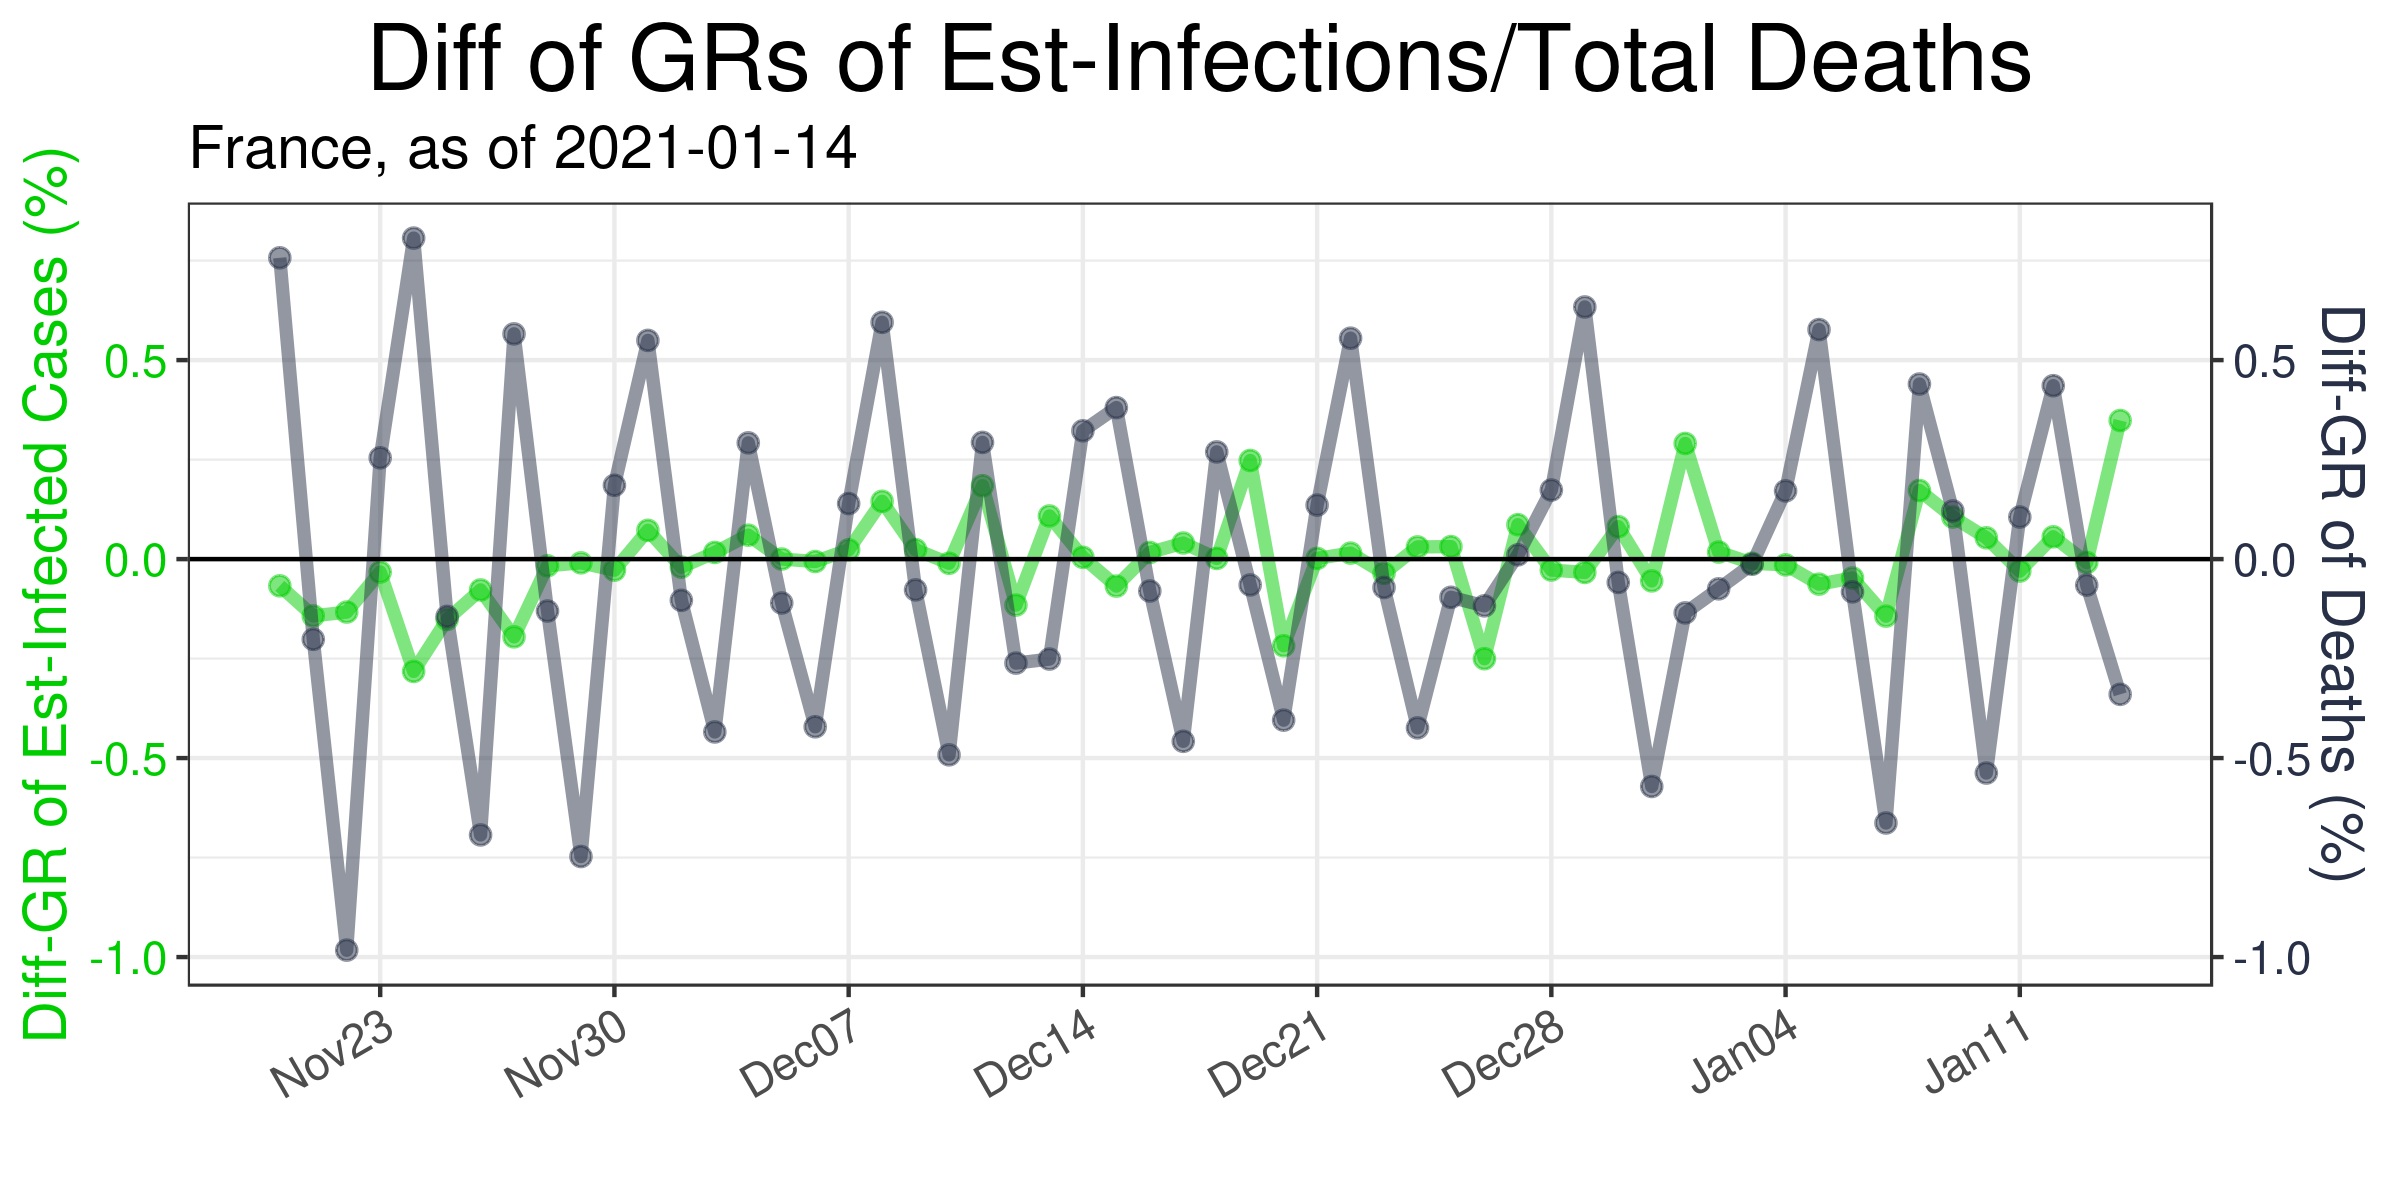 Diff of GRs of Est-Infections/Total Deaths
France, as of 2021-01-14
Diff-GR of Est-Infected Cases (%)
0.5
0.0
-0.5
-1.0
0.5
0.0
-0.5
-1.0
Diff-GR of Deaths (%)
Nov23
Nov30
Dec07
Dec14
Dec21
Dec28
Jan04
Jan11